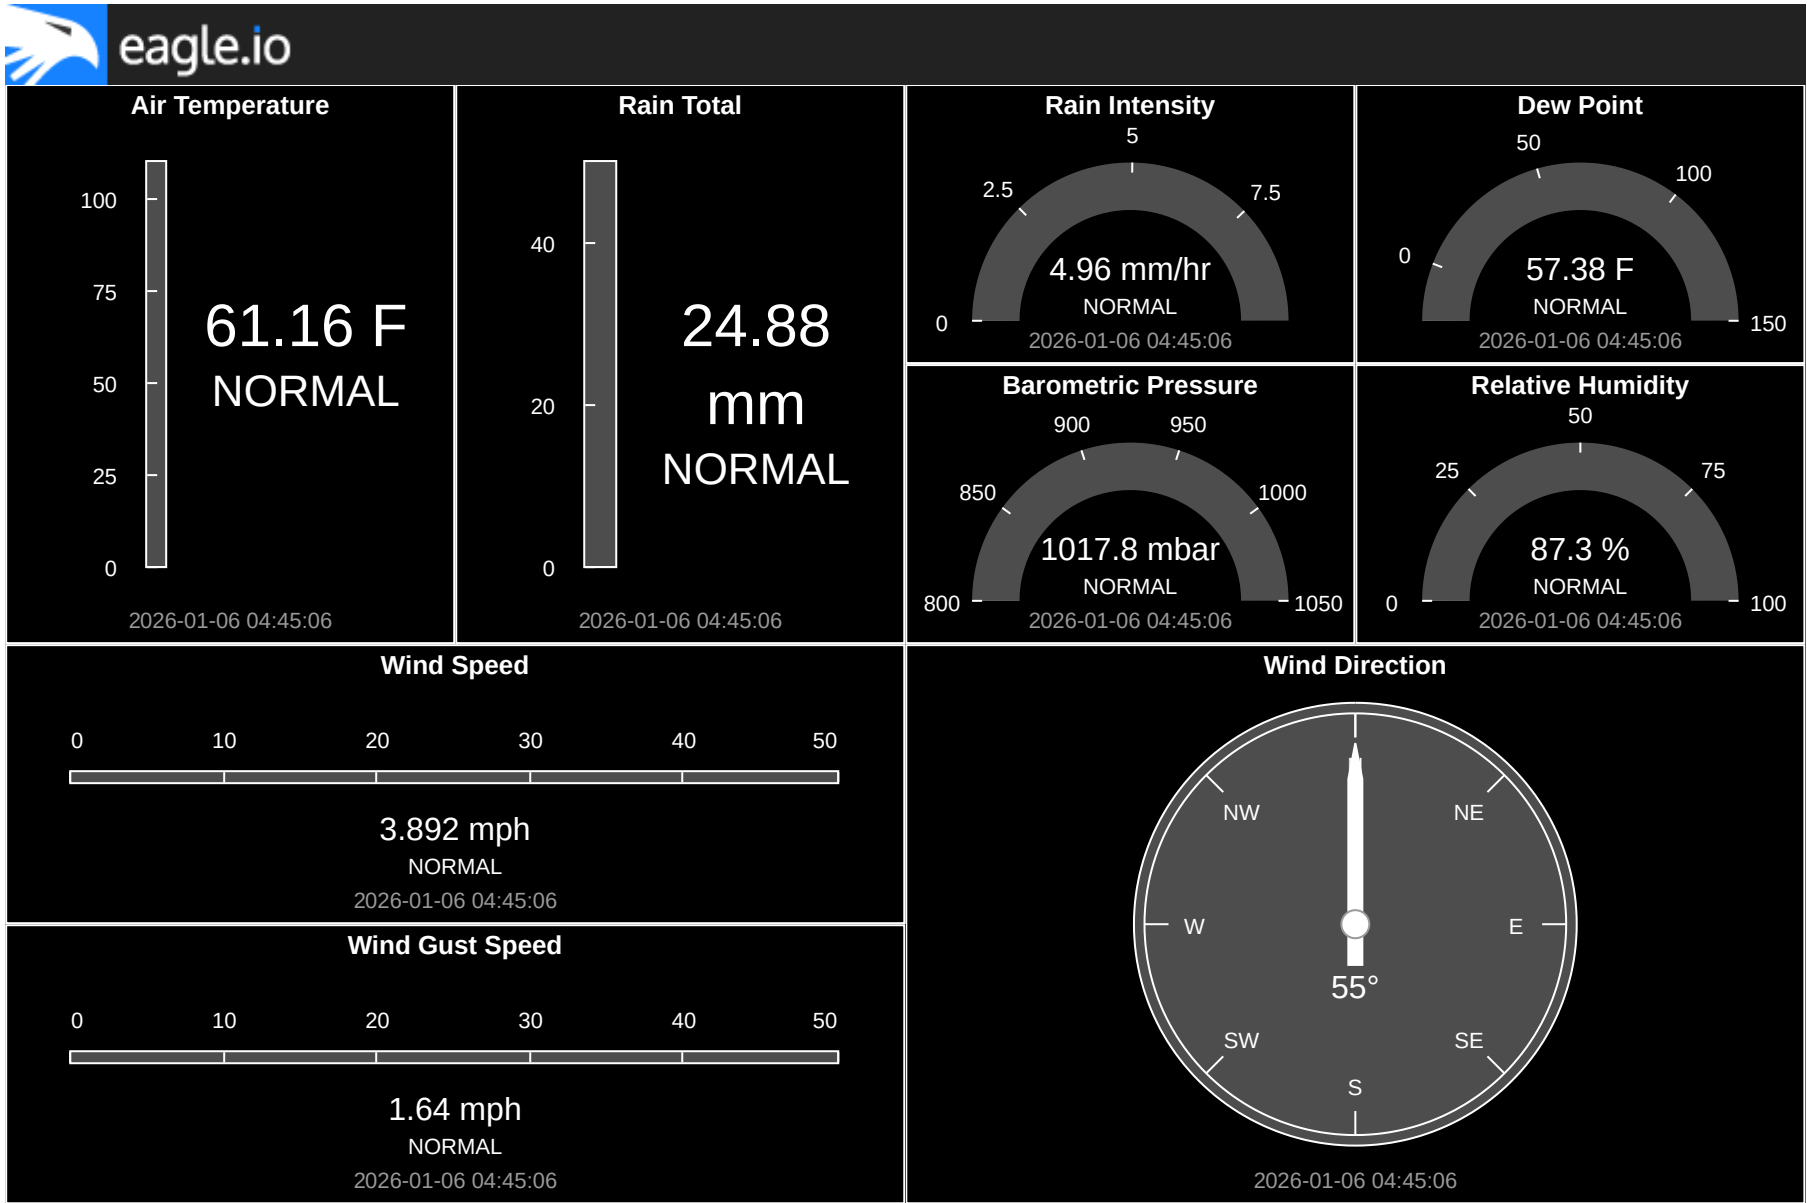 eagle.io
Air Temperature
100
75
50
25
0
61.16 F
NORMAL
2026-01-06 04:45:06
Rain Total
40
20
0
24.88
mm
NORMAL
2026-01-06 04:45:06
Rain Intensity
0
2.5
5
7.5
4.96 mm/hr
NORMAL
2026-01-06 04:45:06
Dew Point
0
50
100
150
57.38 F
NORMAL
2026-01-06 04:45:06
Barometric Pressure
800
850
900
950
1000
1050
1017.8 mbar
NORMAL
2026-01-06 04:45:06
Relative Humidity
0
25
50
75
100
87.3 %
NORMAL
2026-01-06 04:45:06
Wind Speed
0 10 20 30 40 50
3.892 mph
NORMAL
2026-01-06 04:45:06
Wind Gust Speed
0 10 20 30 40 50
1.64 mph
NORMAL
2026-01-06 04:45:06
Wind Direction
NW NE
W E
55°
SW SE
S
2026-01-06 04:45:06